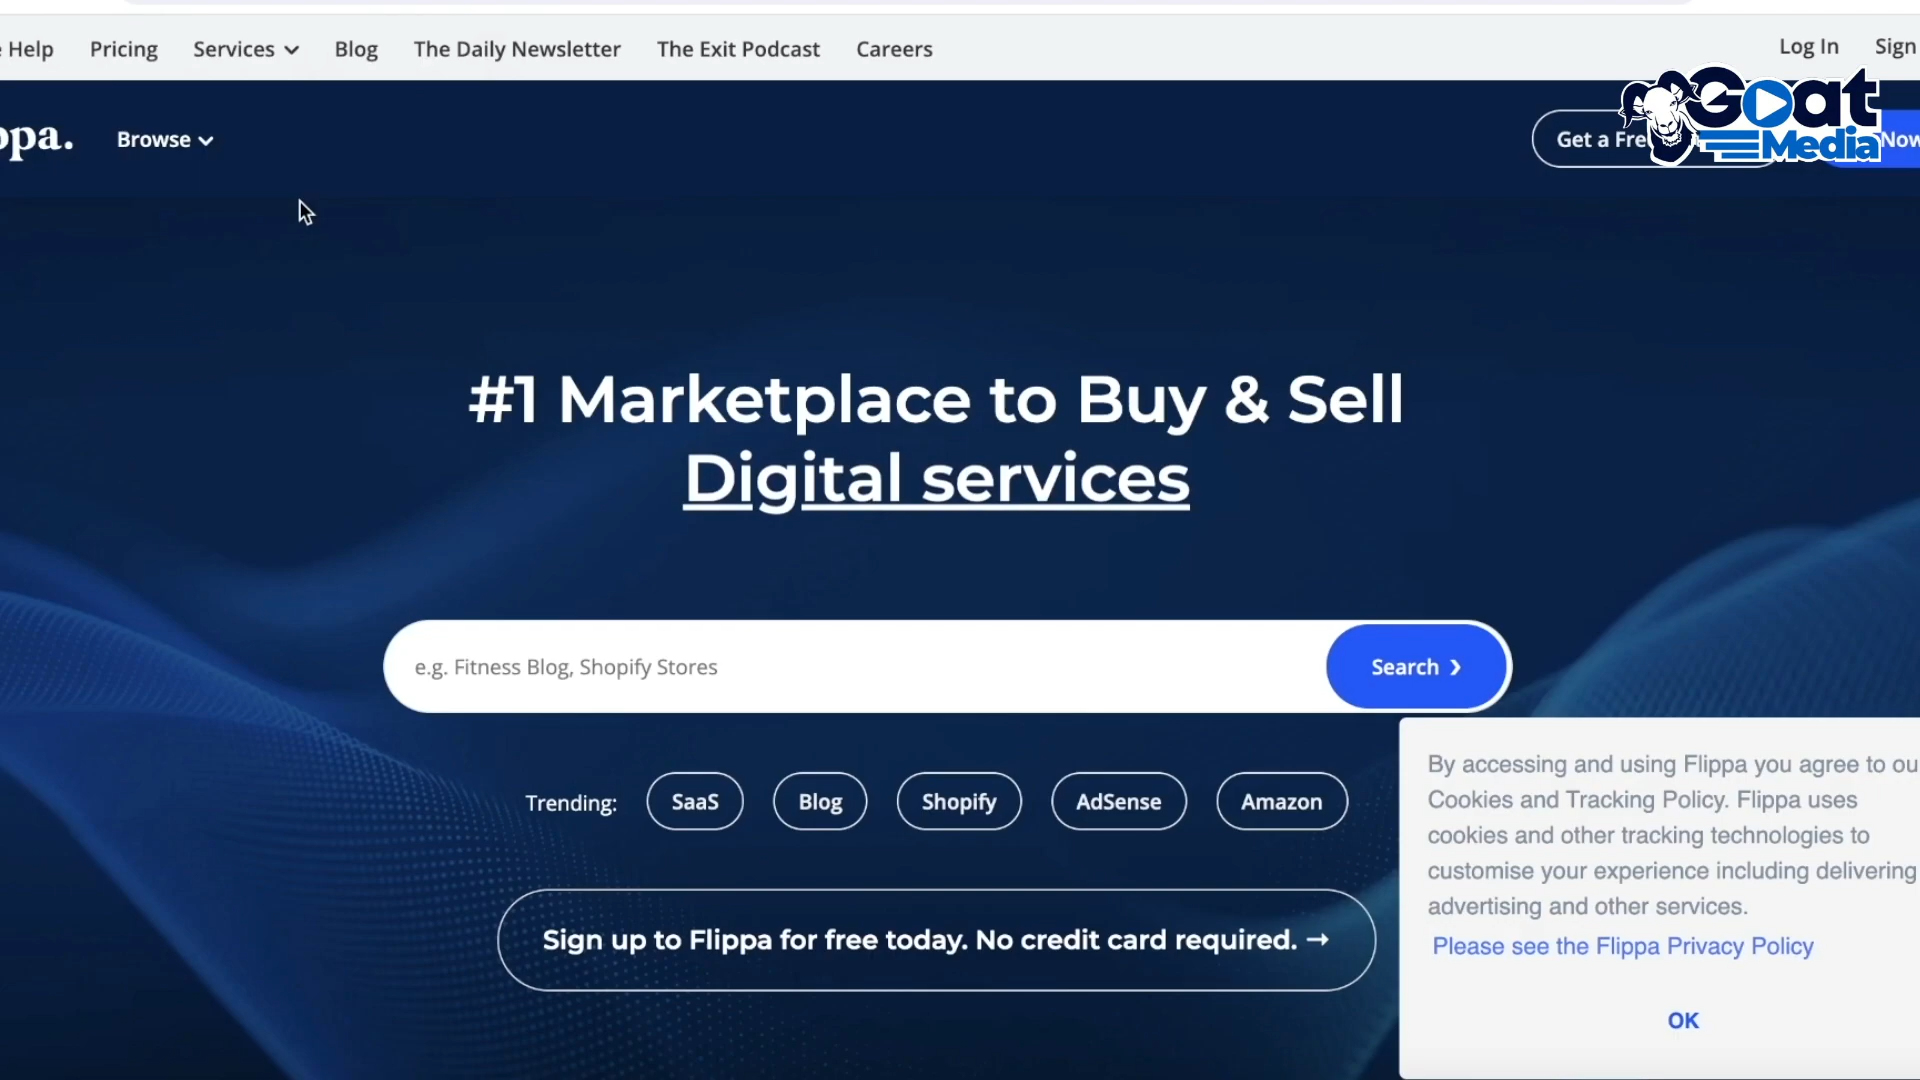 Help
Pricing
Services
Blog
The Daily Newsletter
The Exit Podcast
Careers
Log In
Sign
ppa.
Browse
Get a Fre
Now
Goat
Media
#1 Marketplace to Buy & Sell
Digital services
e.g. Fitness Blog, Shopify Stores
Search
Trending:
SaaS
Blog
Shopify
AdSense
Amazon
Sign up to Flippa for free today. No credit card required. →
By accessing and using Flippa you agree to ou
Cookies and Tracking Policy. Flippa uses
cookies and other tracking technologies to
customise your experience including delivering
advertising and other services.
Please see the Flippa Privacy Policy
OK